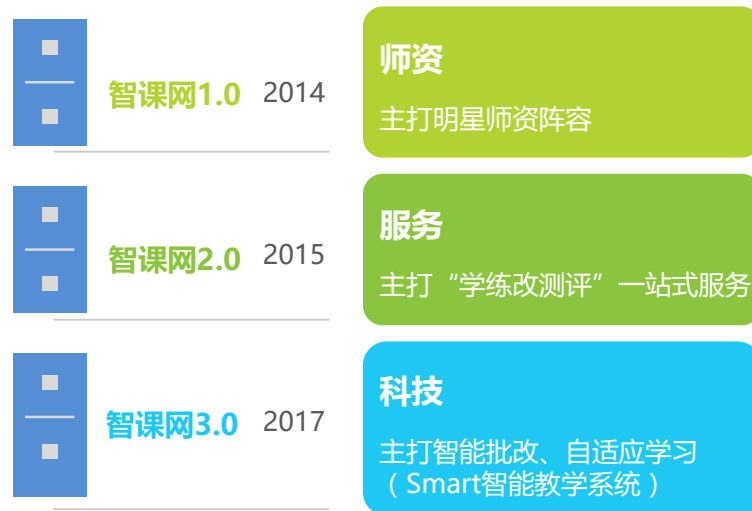 智课网1.0 2014
师资
主打明星师资阵容
智课网2.0 2015
服务
主打“学练改测评”一站式服务
智课网3.0 2017
科技
主打智能批改、自适应学习
（Smart智能教学系统）